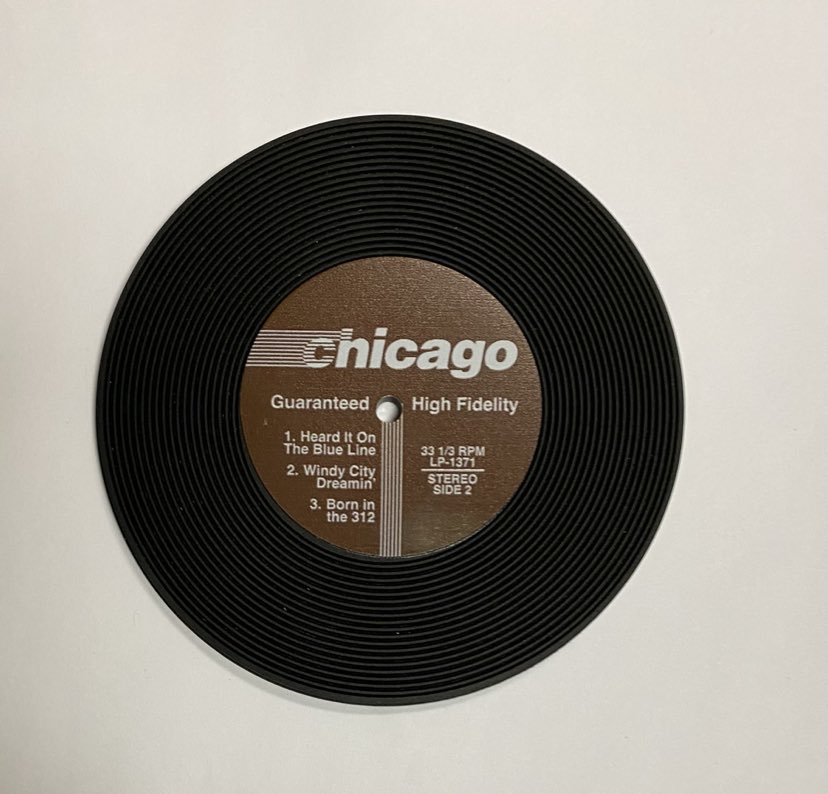 chicago
Guaranteed High Fidelity
1. Heard It On
The Blue Line
2. Windy City
Dreamin'
3. Born in
the 312
33 1/3 RPM
LP-1371
STEREO
SIDE 2